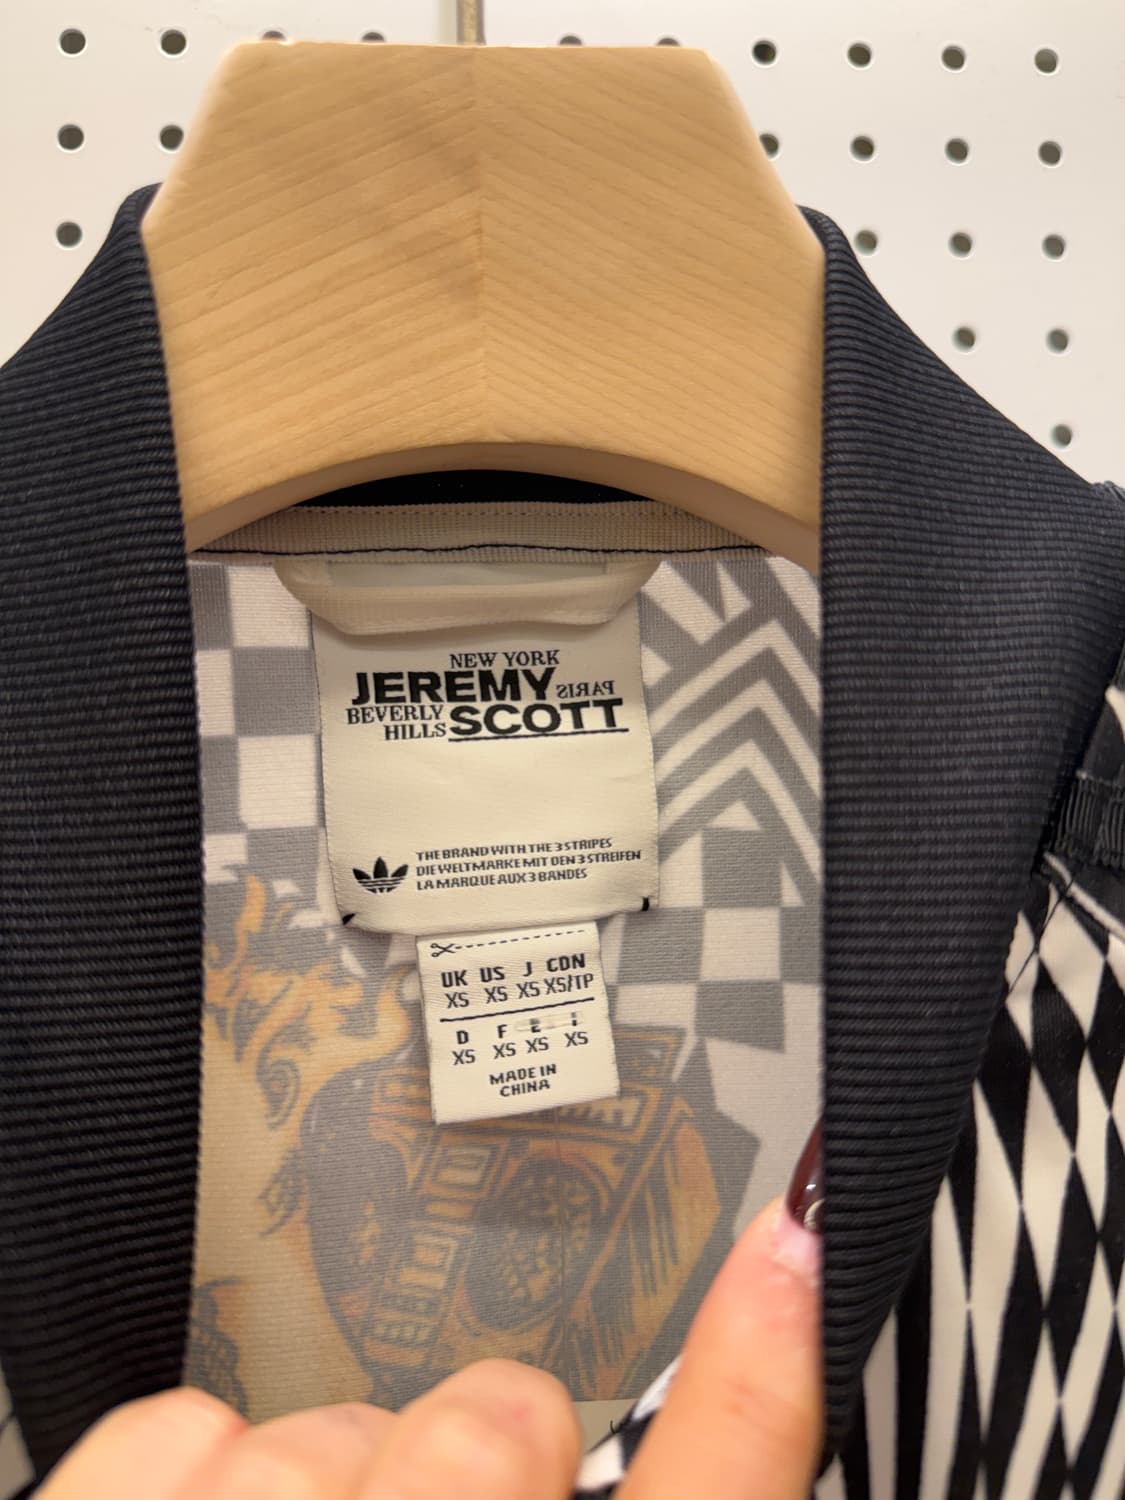 NEW YORK
JEREMY PARIS
BEVERLY
HILLS SCOTT
THE BRAND WITH THE 3 STRIPES
DIE WELTMARKE MIT DEN 3 STREIFEN
LA MARQUE AUX 3 BANDES
UK US J CDN
XS XS XS XS/TP
D F E I
XS XS XS XS
MADE IN
CHINA